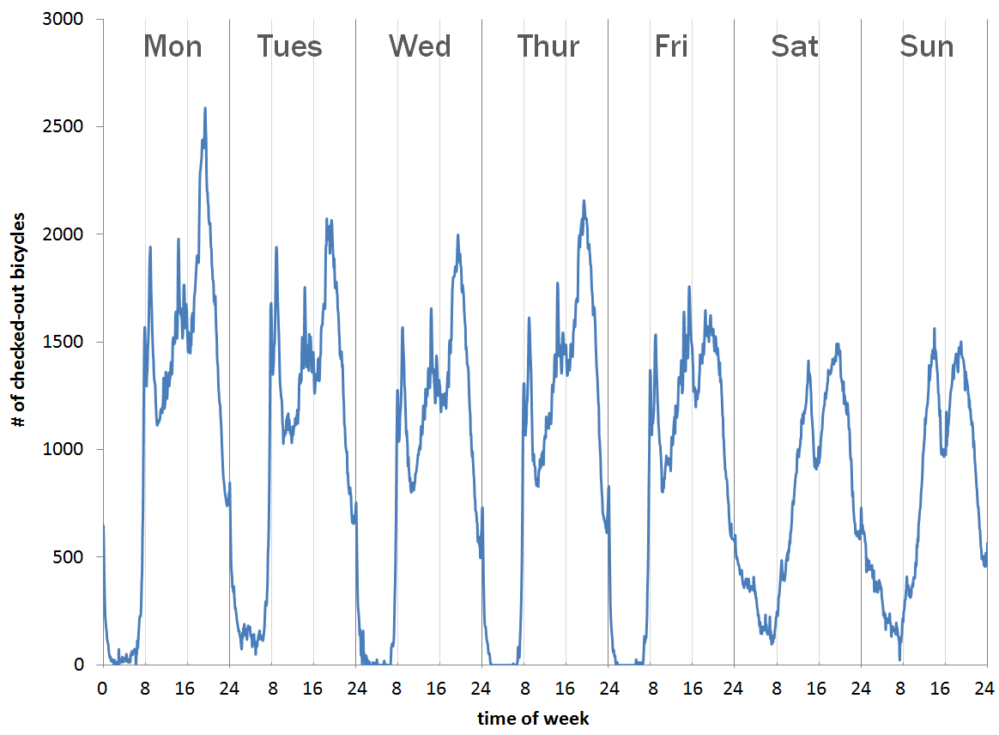 3000
2500
2000
1500
1000
500
0
# of checked-out bicycles
Mon Tues Wed Thur Fri Sat Sun
0 8 16 24 8 16 24 8 16 24 8 16 24 8 16 24 8 16 24 8 16 24
time of week